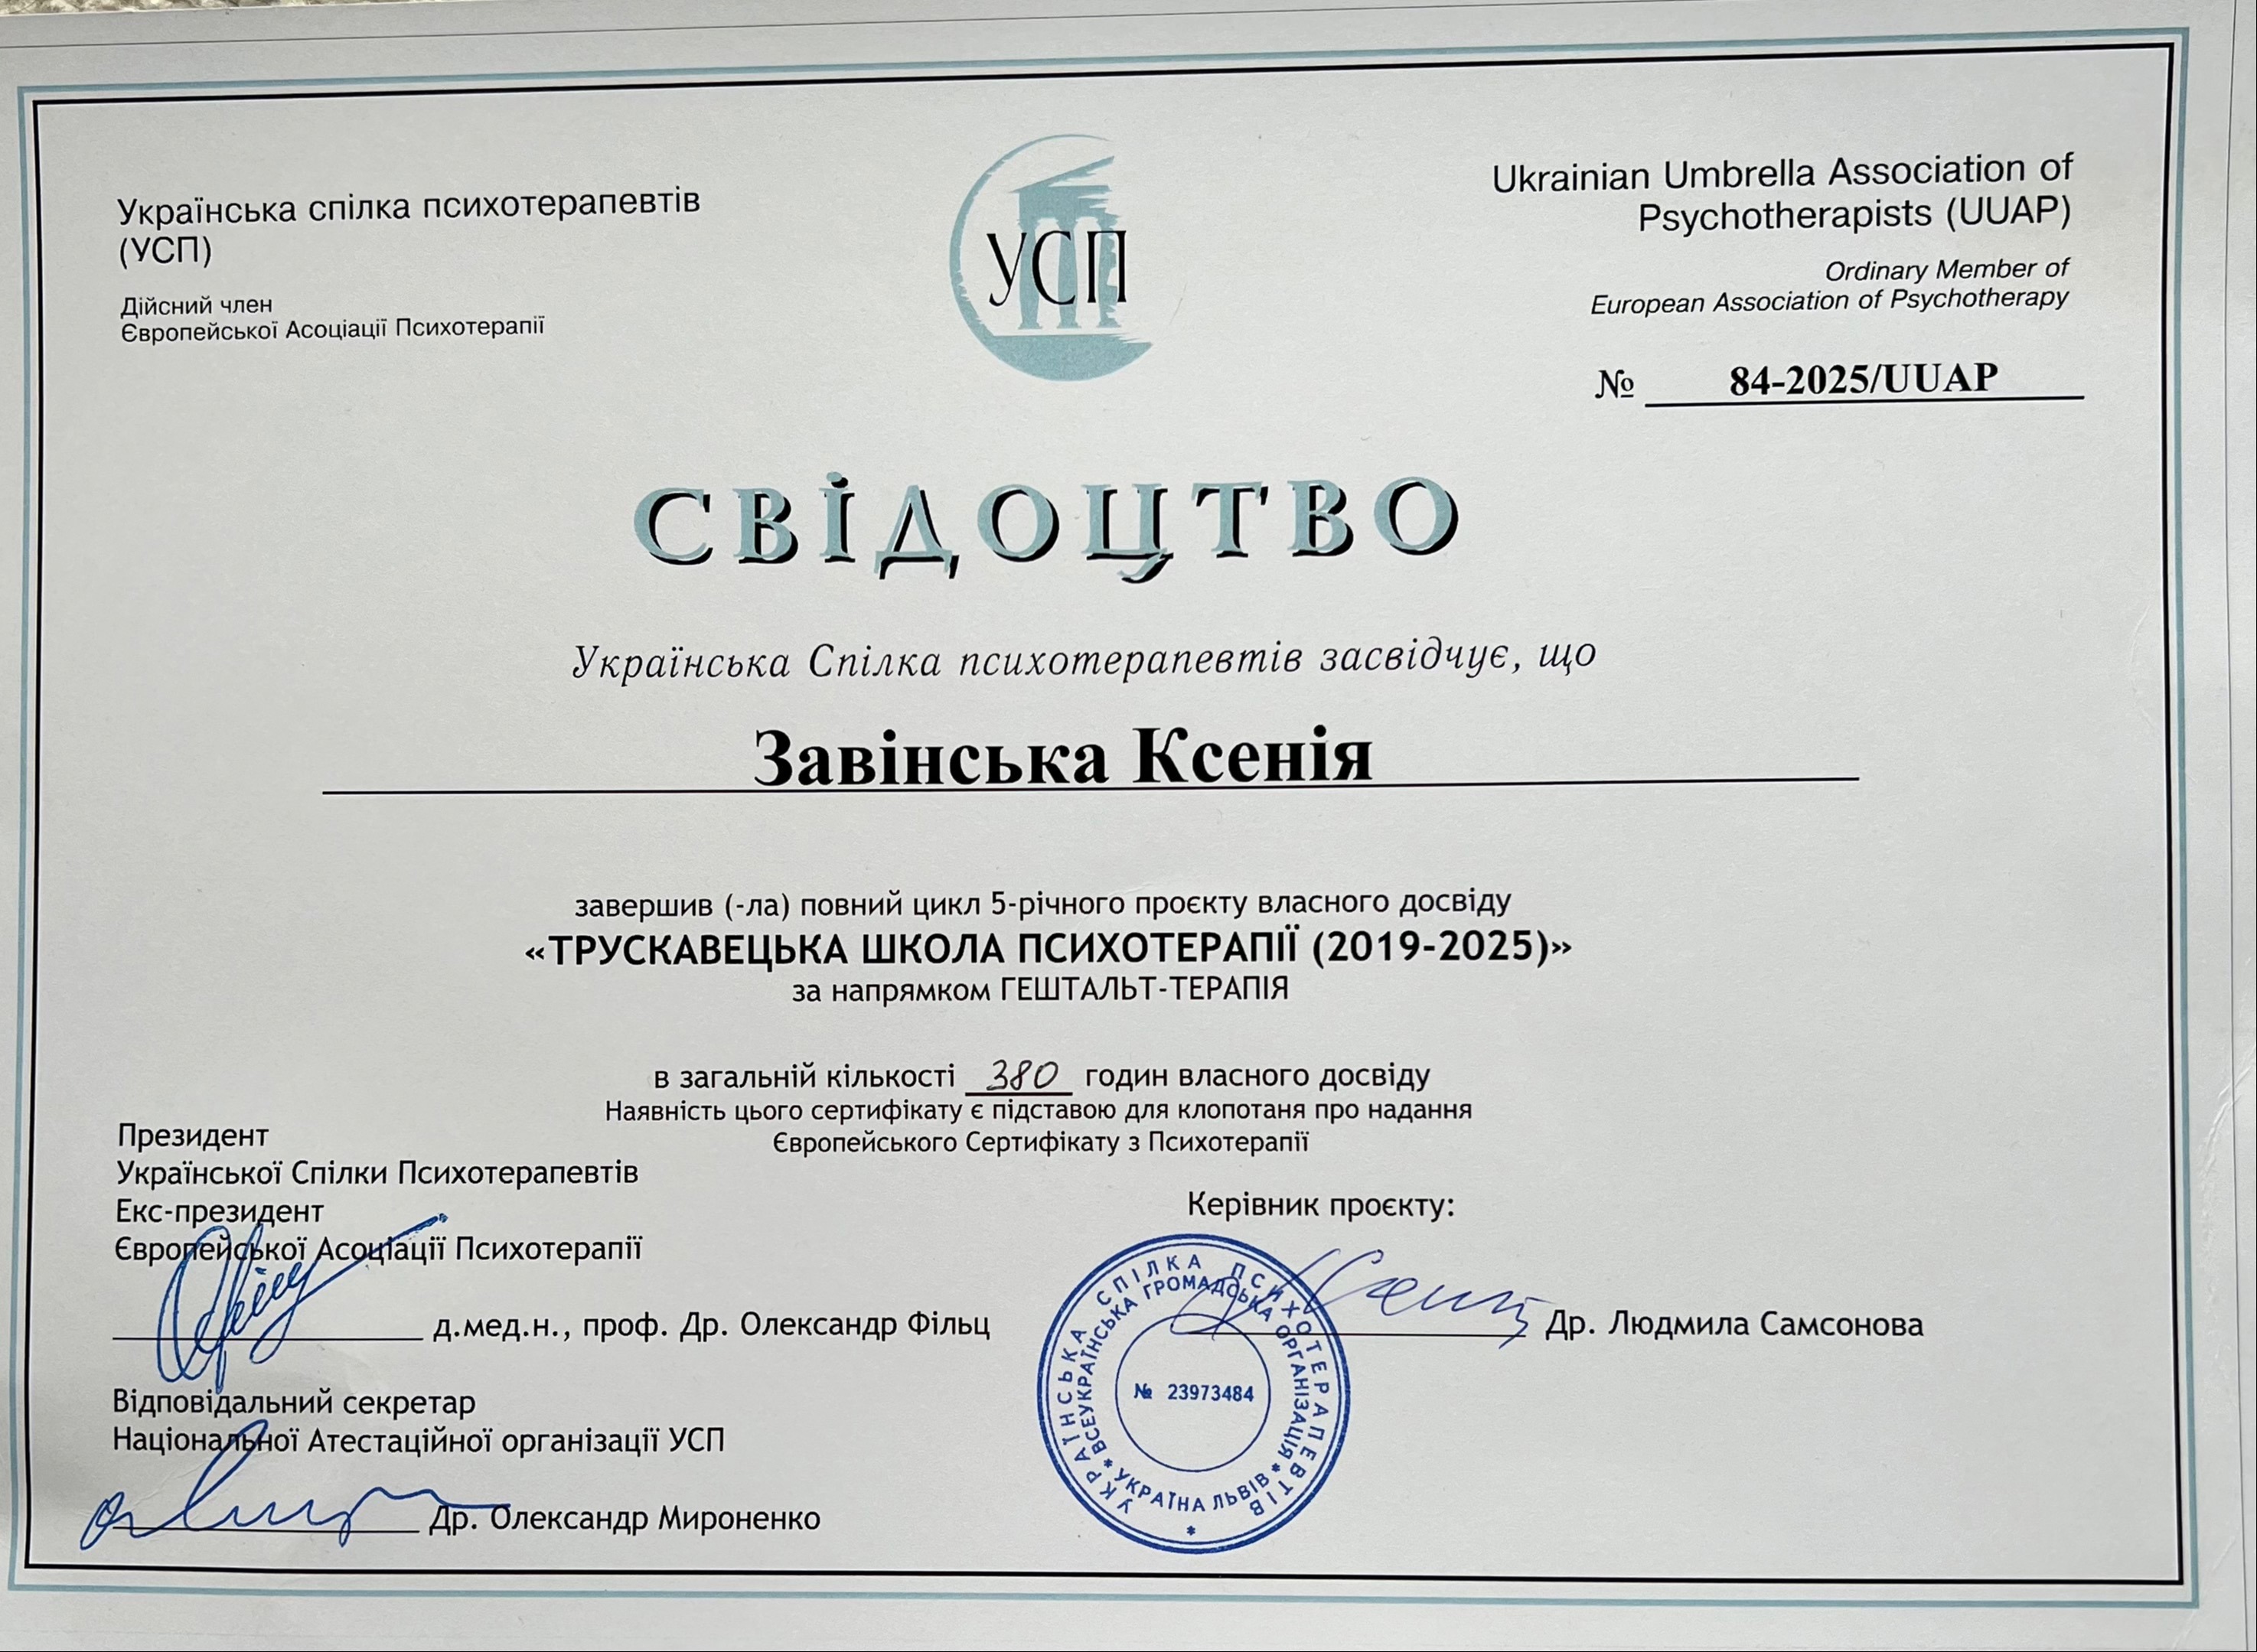 Українська спілка психотерапевтів
(УСП)
Дійсний член
Європейської Асоціації Психотерапії
УСП
Ukrainian Umbrella Association of
Psychotherapists (UUAP)
Ordinary Member of
European Association of Psychotherapy
№ 84-2025/UUAP
СВІДОЦТВО
Українська Спілка психотерапевтів засвідчує, що
Завінська Ксенія
завершив (-ла) повний цикл 5-річного проєкту власного досвіду
«ТРУСКАВЕЦЬКА ШКОЛА ПСИХОТЕРАПІЇ (2019-2025)»
за напрямком ГЕШТАЛЬТ-ТЕРАПІЯ
в загальній кількості 380 годин власного досвіду
Наявність цього сертифікату є підставою для клопотаня про надання
Європейського Сертифікату з Психотерапії
Президент
Української Спілки Психотерапевтів
Екс-президент
Європейської Асоціації Психотерапії
д.мед.н., проф. Др. Олександр Фільц
Відповідальний секретар
Національної Атестаційної організації УСП
Др. Олександр Мироненко
Керівник проєкту:
Др. Людмила Самсонова
УКРАЇНСЬКА СПІЛКА ПСИХОТЕРАПЕВТІВ
ВСЕУКРАЇНСЬКА ГРОМАДСЬКА ОРГАНІЗАЦІЯ
* УКРАЇНА ЛЬВІВ *
№ 23973484